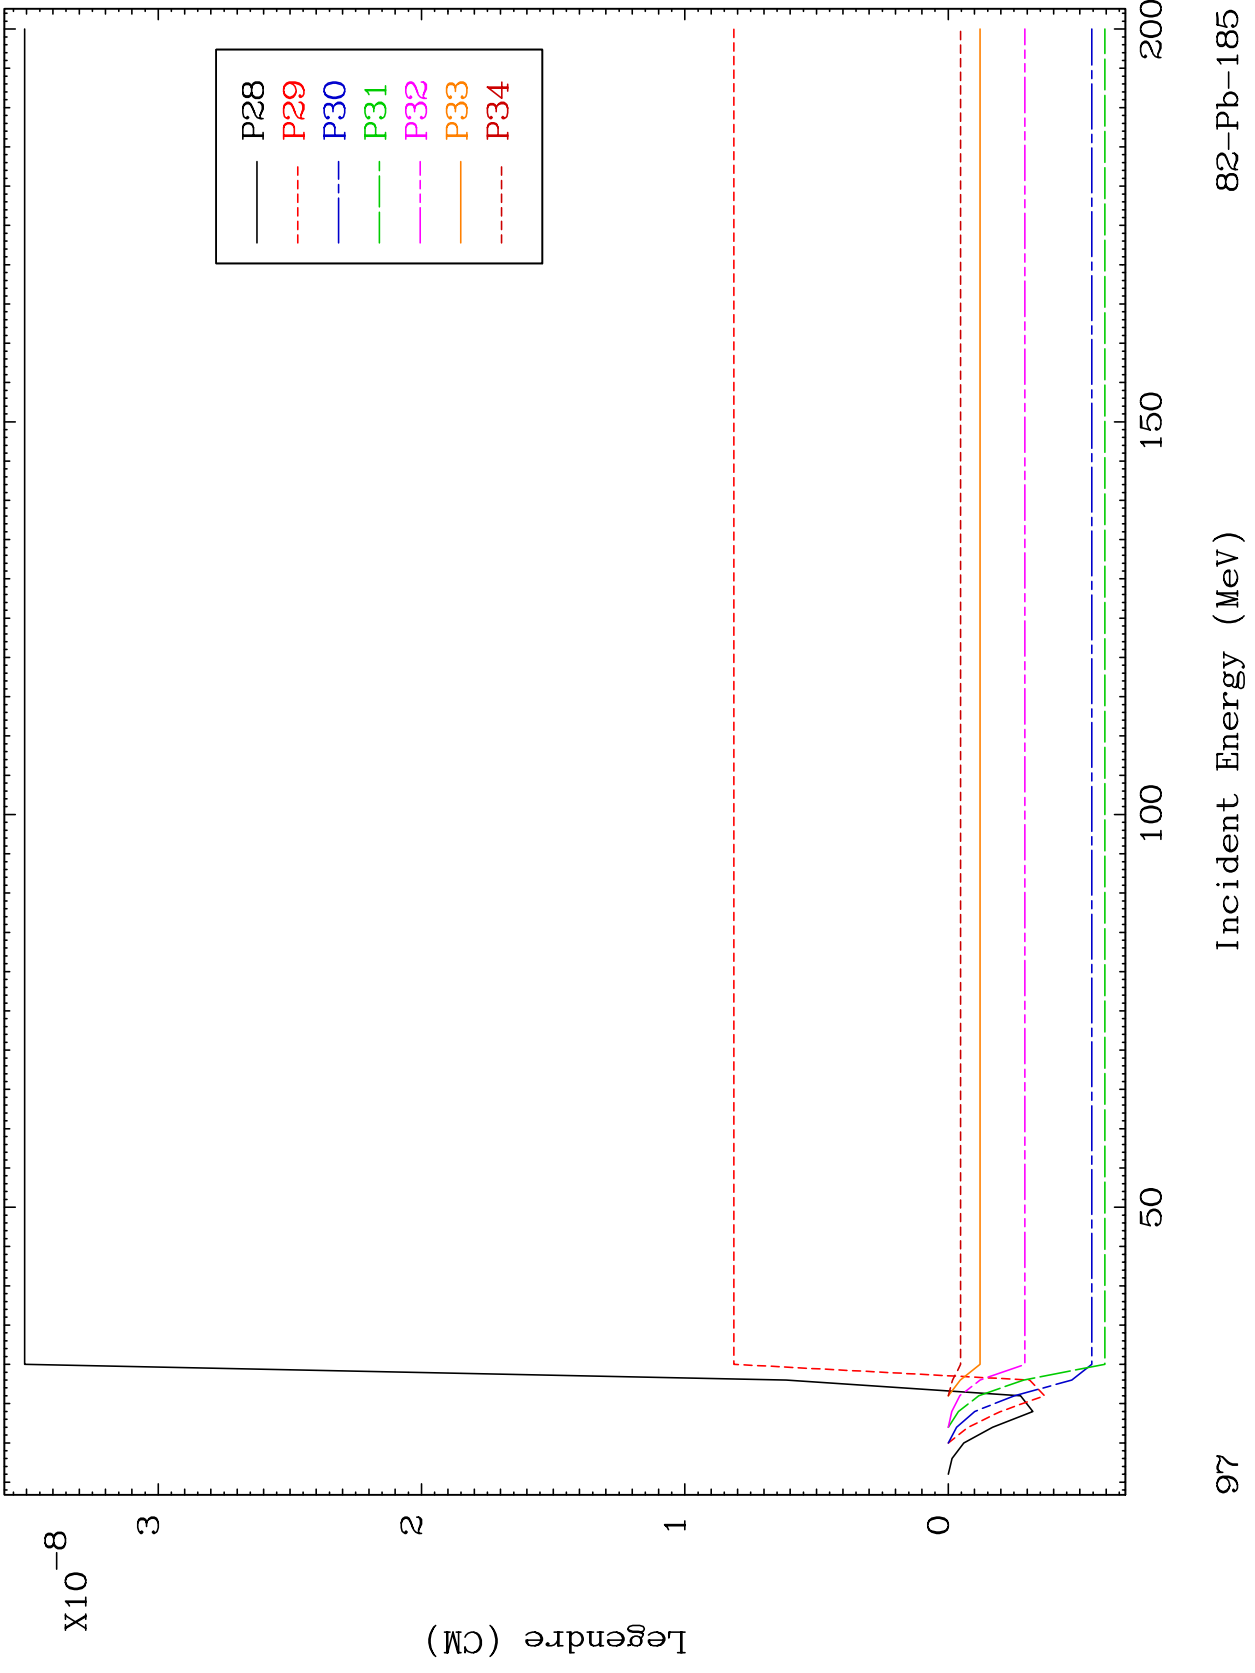 X10-8
3
2
1
0
Legendre (CM)
P28
P29
P30
P31
P32
P33
P34
50
100
150
200
97
Incident Energy (MeV)
82-Pb-185